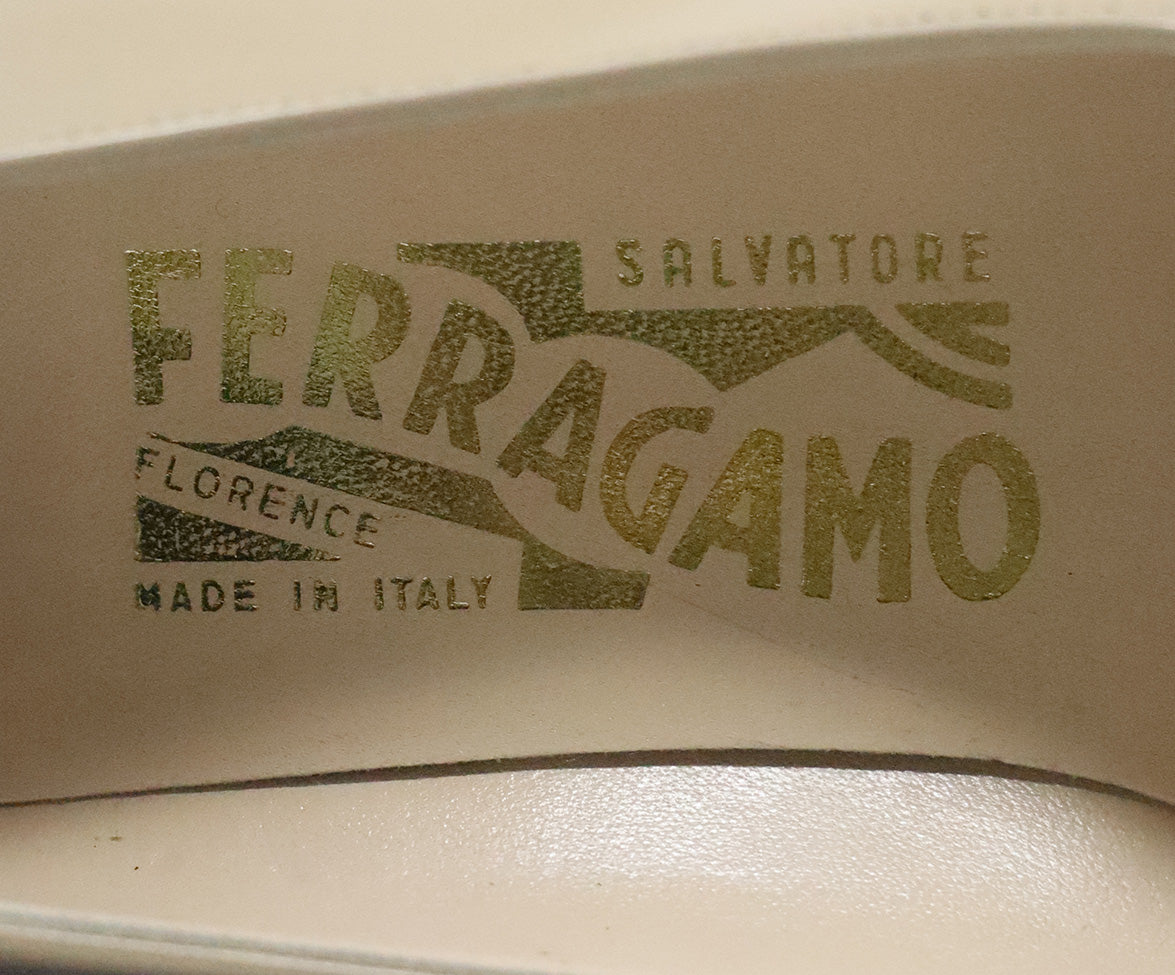 SALVATORE
FERRAGAMO
FLORENCE
MADE IN ITALY